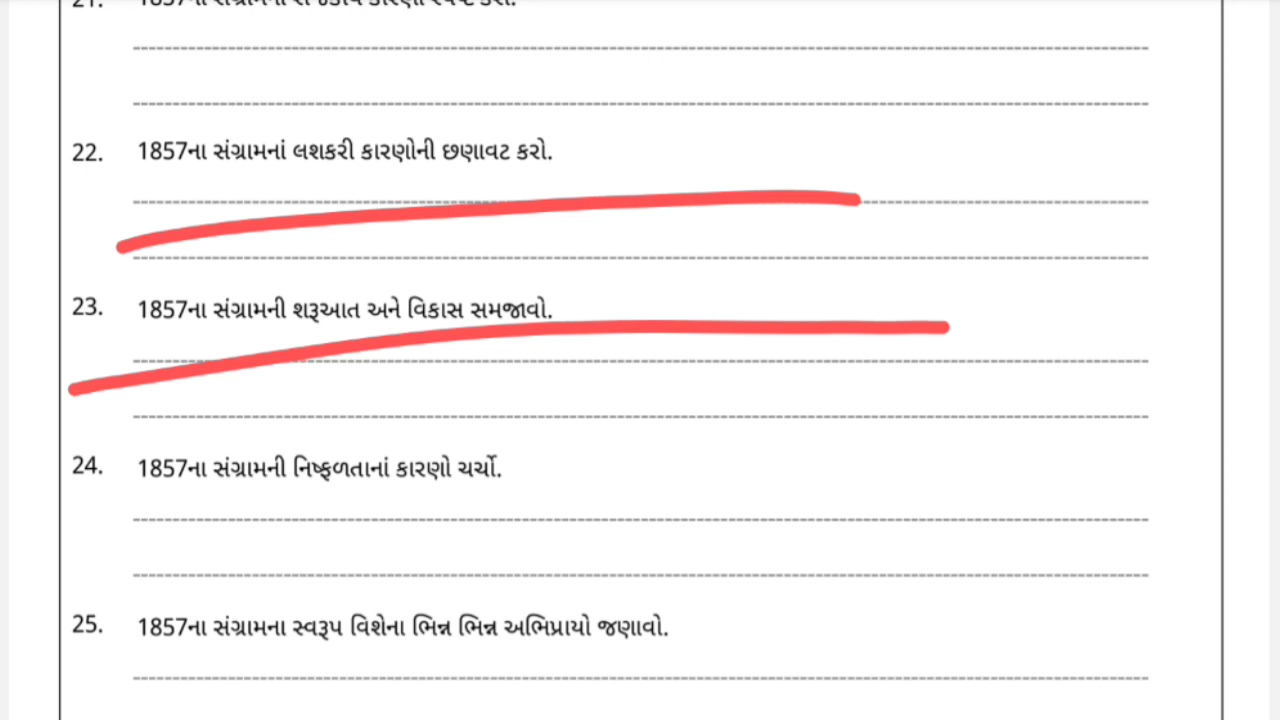 22. 1857ના સંગ્રામનાં લશકરી કારણોની છણાવટ કરો.
23. 1857ના સંગ્રામની શરૂઆત અને વિકાસ સમજાવો.
24. 1857ના સંગ્રામની નિષ્ફળતાનાં કારણો ચર્ચો.
25. 1857ના સંગ્રામના સ્વરૂપ વિશેના ભિન્ન ભિન્ન અભિપ્રાયો જણાવો.